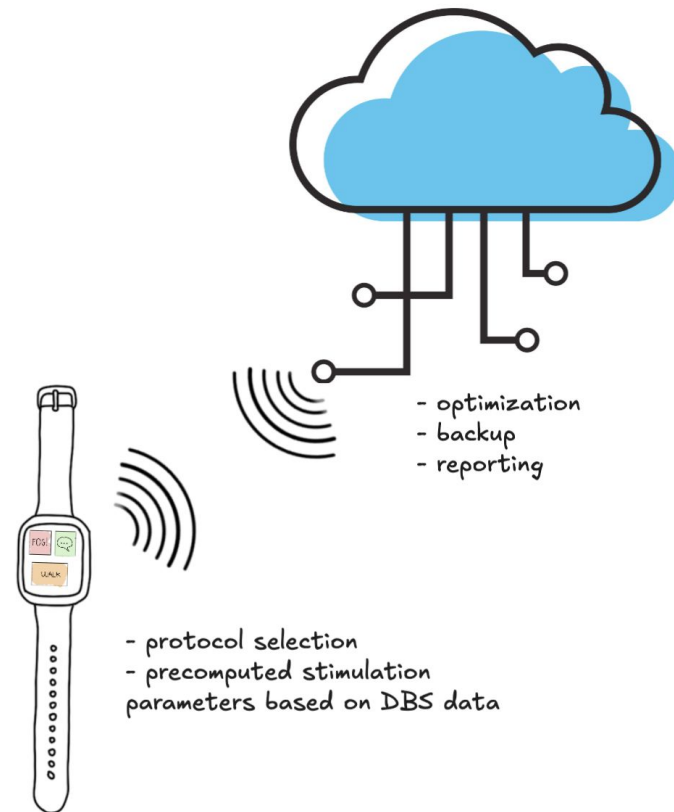 - optimization
- backup
- reporting
FOG!
WALK
- protocol selection
- precomputed stimulation
parameters based on DBS data